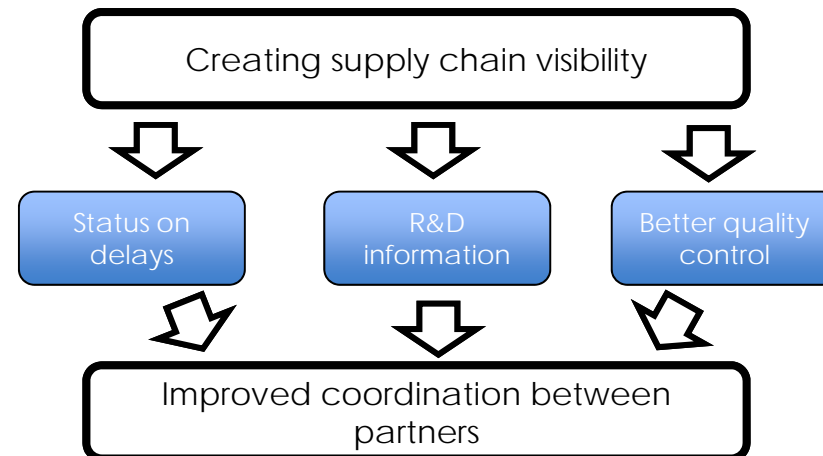 Creating supply chain visibility
Status on
delays
R&D
information
Better quality
control
Improved coordination between
partners